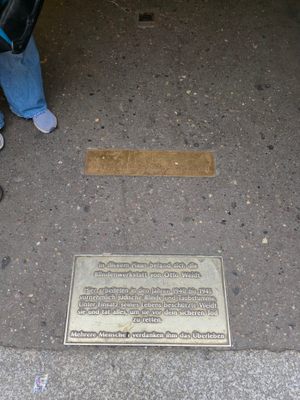 In diesem Haus befand sich die
Blindenwerkstatt von Otto Weidt.
Hier arbeiteten in den Jahren 1940 bis 1945
vornehmlich jüdische Blinde und Taubstumme.
Unter Einsatz seines Lebens beschützte Weidt
sie und tat alles, um sie vor dem sicheren Tod
zu retten.
Mehrere Menschen verdanken ihm das Überleben